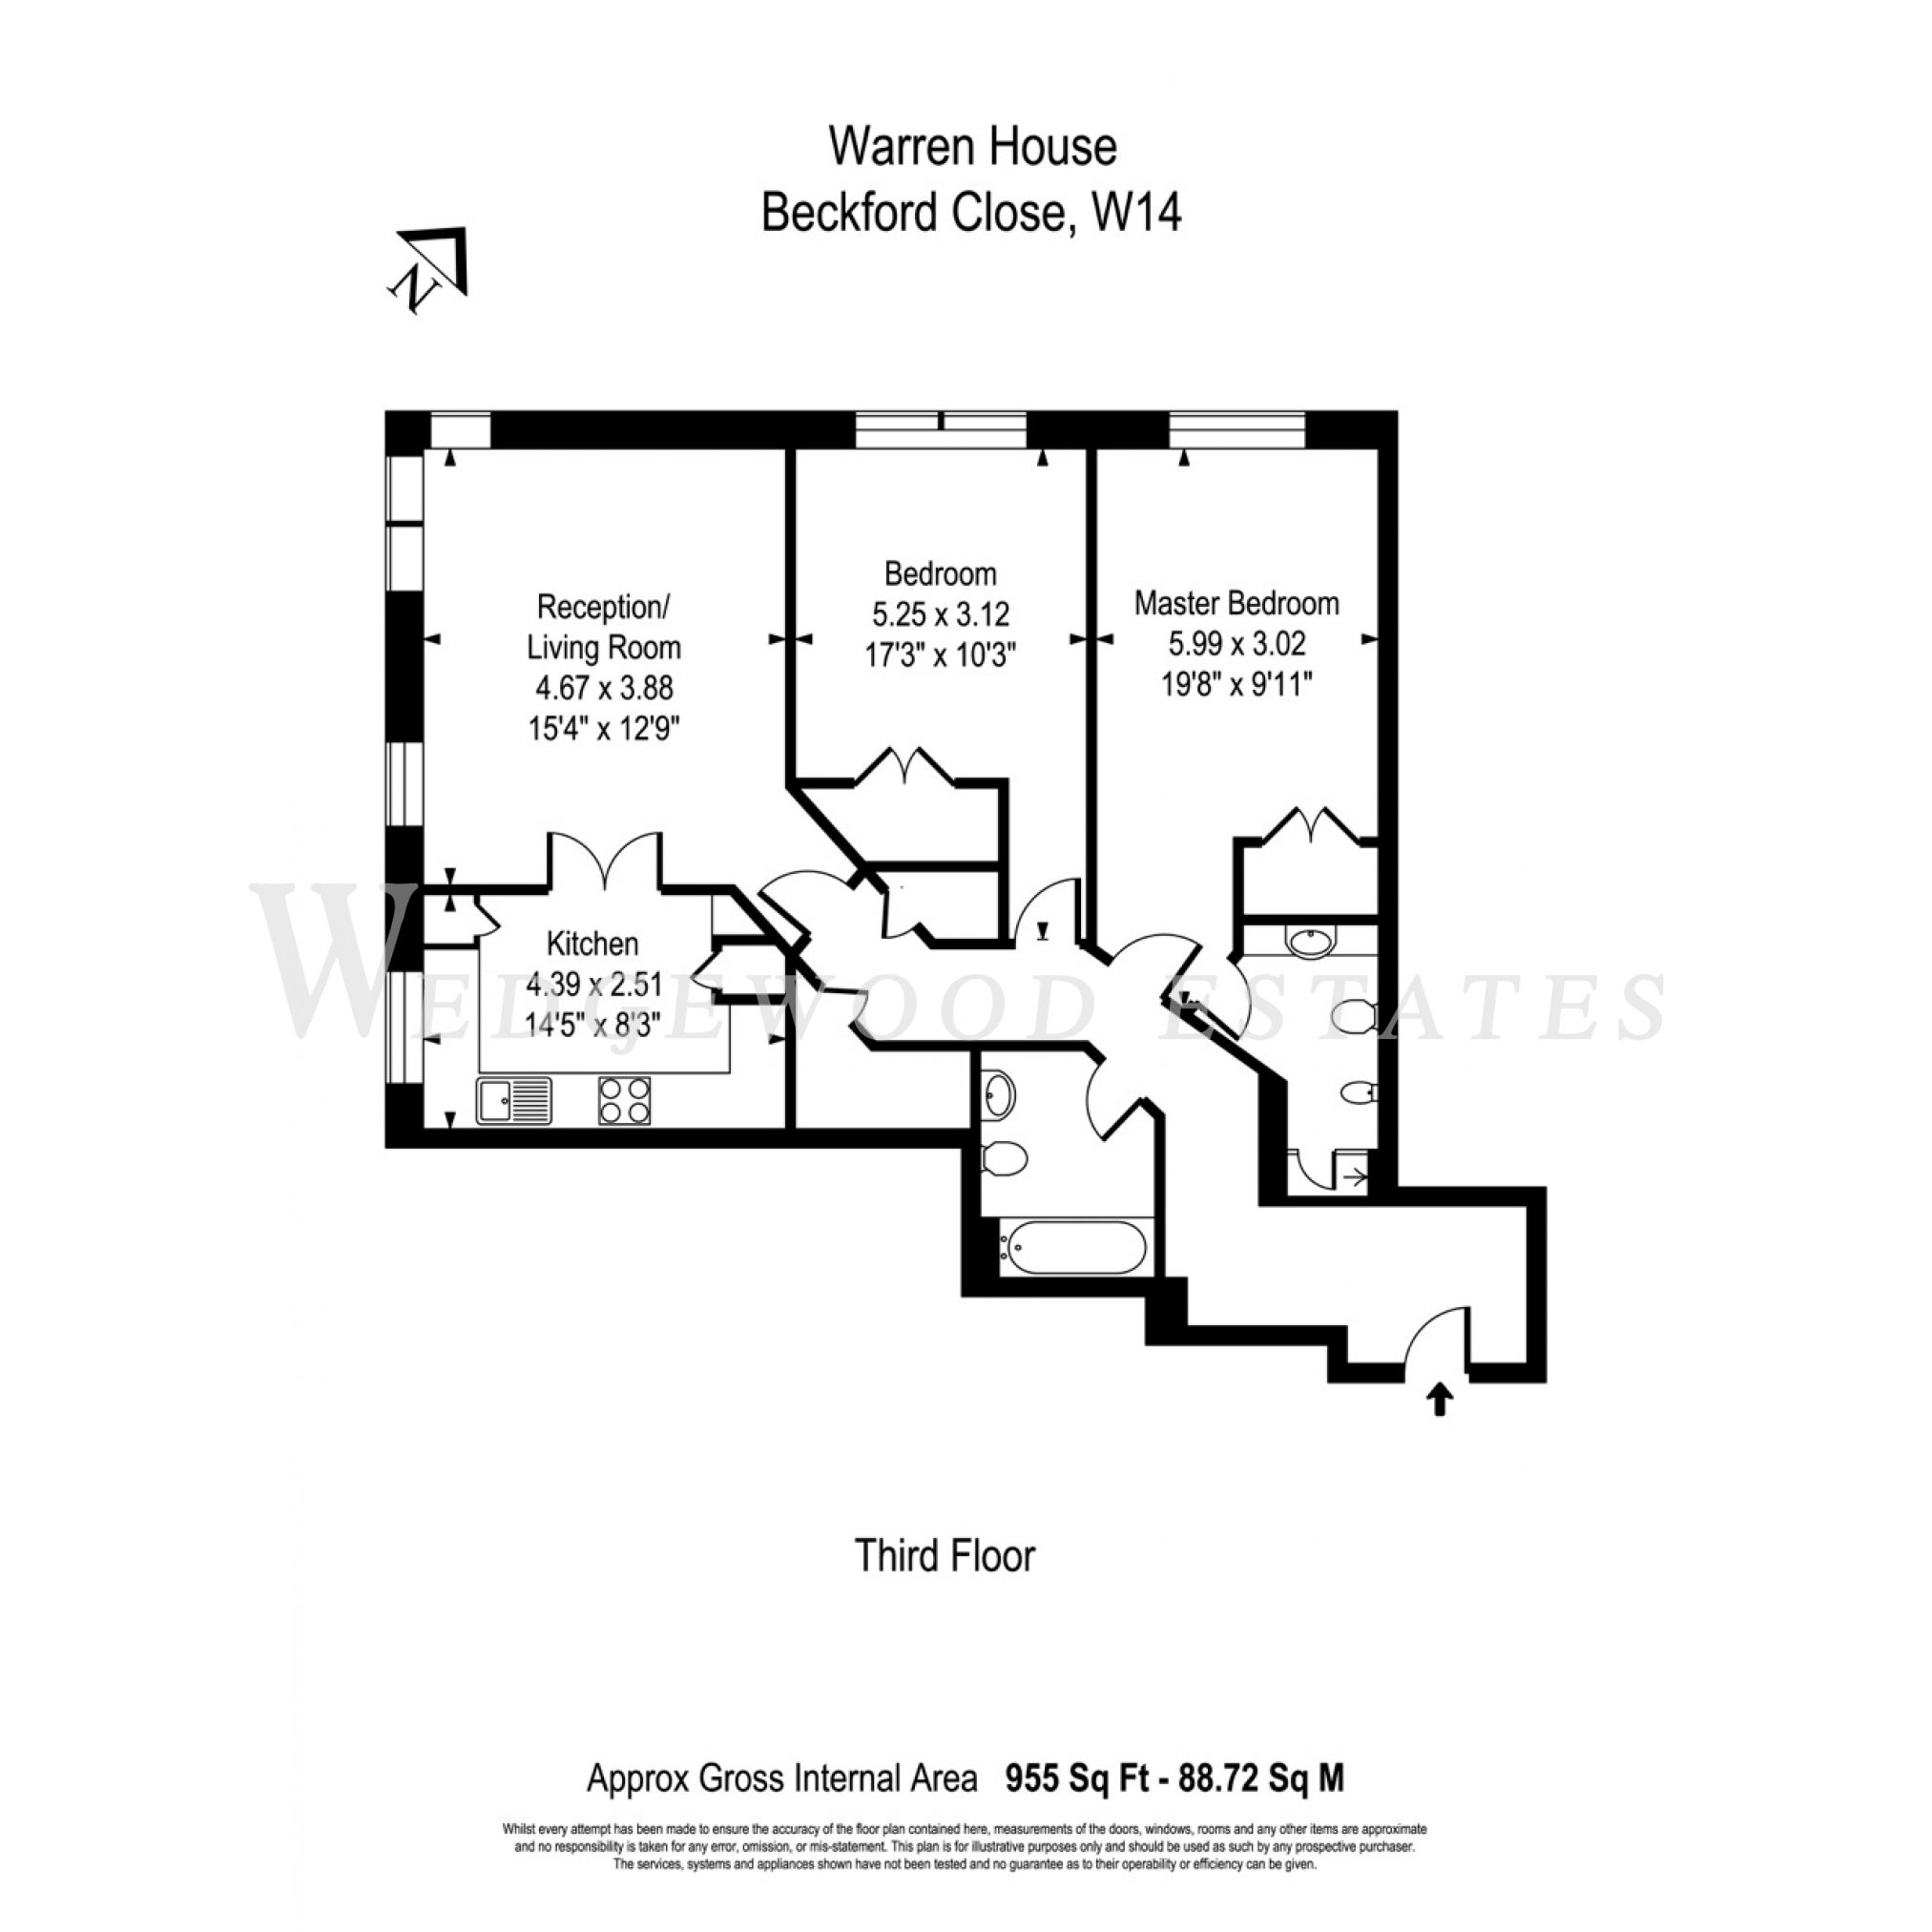 Warren House
Beckford Close, W14
N
Bedroom
5.25 x 3.12
17'3" x 10'3"
Master Bedroom
5.99 x 3.02
19'8" x 9'11"
Reception/
Living Room
4.67 x 3.88
15'4" x 12'9"
Kitchen
4.39 x 2.51
14'5" x 8'3"
WEDGEWOOD ESTATES
Third Floor
Approx Gross Internal Area 955 Sq Ft - 88.72 Sq M
Whilst every attempt has been made to ensure the accuracy of the floor plan contained here, measurements of the doors, windows, rooms and any other items are approximate
and no responsibility is taken for any error, omission, or mis-statement. This plan is for illustrative purposes only and should be used as such by any prospective purchaser.
The services, systems and appliances shown have not been tested and no guarantee as to their operability or efficiency can be given.